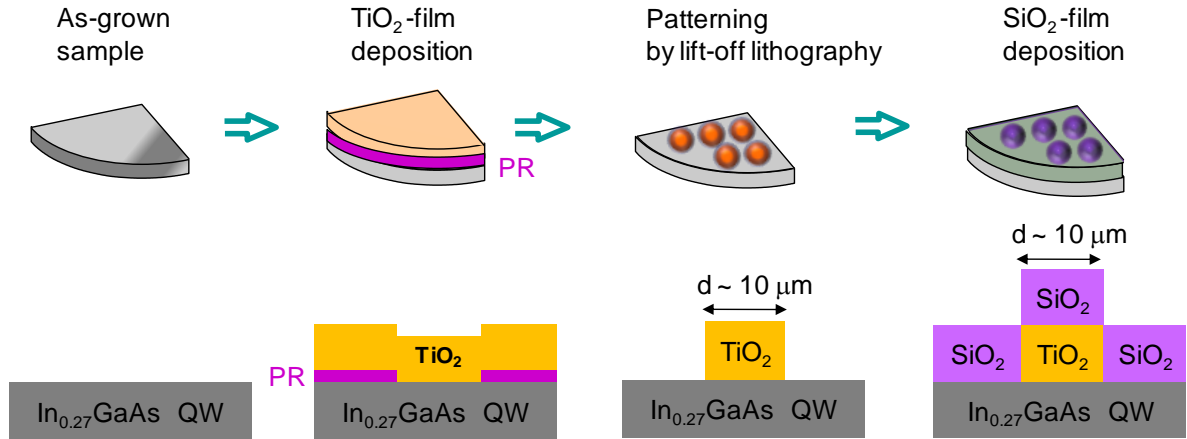 As-grown
sample
TiO₂-film
deposition
Patterning
by lift-off lithography
SiO₂-film
deposition
PR
d ~ 10 μm
d ~ 10 μm
SiO₂
TiO₂
TiO₂
SiO₂
TiO₂
SiO₂
PR
In₀.₂₇GaAs QW
In₀.₂₇GaAs QW
In₀.₂₇GaAs QW
In₀.₂₇GaAs QW